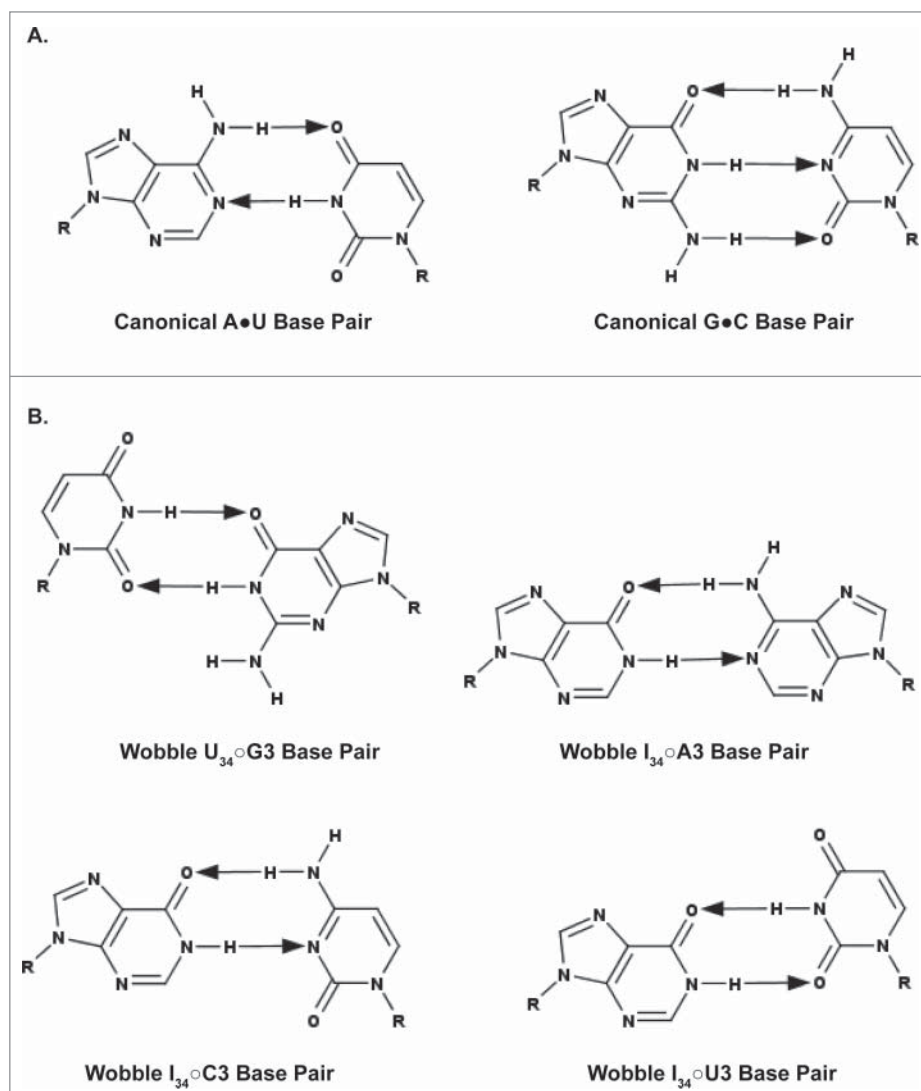 A.
H
N
H
O
N
N
H
N
N
N
O
N
R
R
Canonical A●U Base Pair
H
O
H
N
N
N
H
N
N
N
N
R
N
H
O
R
H
Canonical G●C Base Pair
B.
O
N
H
O
N
N
O
H
N
N
R
N
R
H
N
H
Wobble U34○G3 Base Pair
H
O
H
N
N
N
N
N
H
N
N
R
N
N
R
Wobble I34○A3 Base Pair
H
O
H
N
N
N
N
H
N
R
N
N
O
R
Wobble I34○C3 Base Pair
O
O
H
N
N
N
N
N
H
O
R
R
N
Wobble I34○U3 Base Pair